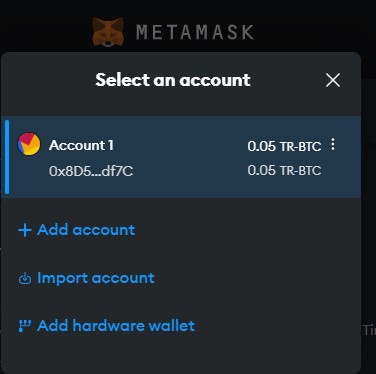 METAMASK
Select an account
Account 1 0.05 TR-BTC
0x8D5...df7C 0.05 TR-BTC
+ Add account
Import account
Add hardware wallet
Ti